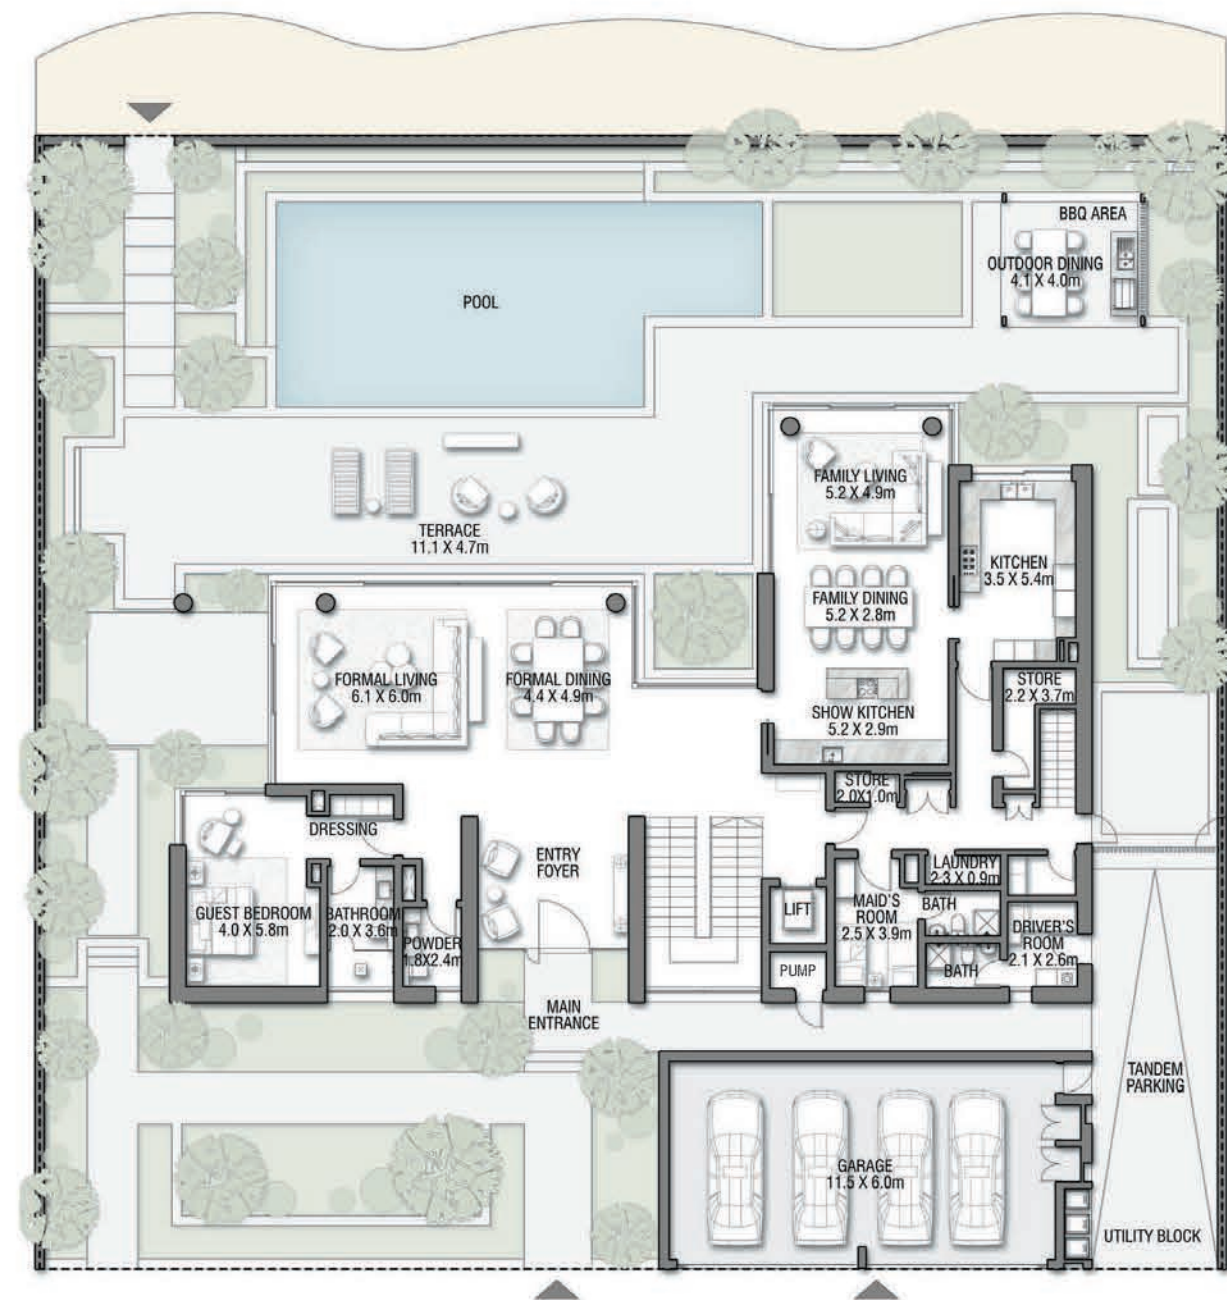 BBQ AREA
OUTDOOR DINING
4.1 X 4.0m
POOL
FAMILY LIVING
5.2 X 4.9m
TERRACE
11.1 X 4.7m
KITCHEN
3.5 X 5.4m
FAMILY DINING
5.2 X 2.8m
FORMAL LIVING
6.1 X 6.0m
FORMAL DINING
4.4 X 4.9m
STORE
2.2 X 3.7m
SHOW KITCHEN
5.2 X 2.9m
STORE
2.0X1.0m
DRESSING
ENTRY
FOYER
LAUNDRY
2.3 X 0.9m
GUEST BEDROOM
4.0 X 5.8m
BATHROOM
2.0 X 3.6m
POWDER
1.8X2.4m
LIFT
MAID'S
ROOM
2.5 X 3.9m
BATH
DRIVER'S
ROOM
2.1 X 2.6m
BATH
PUMP
MAIN
ENTRANCE
TANDEM
PARKING
GARAGE
11.5 X 6.0m
UTILITY BLOCK